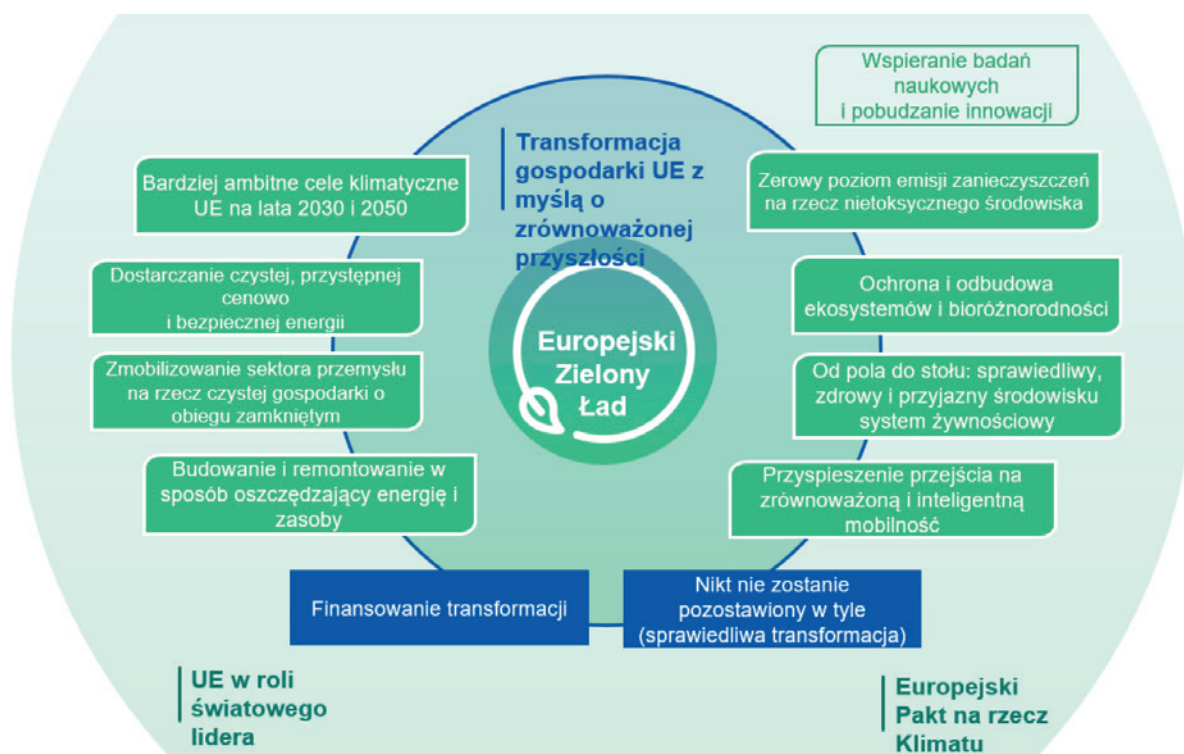 Wspieranie badań
naukowych
i pobudzanie innowacji
Transformacja
gospodarki UE z
myślą o
zrównoważonej
przyszłości
Bardziej ambitne cele klimatyczne
UE na lata 2030 i 2050
Dostarczanie czystej, przystępnej
cenowo
i bezpiecznej energii
Zmobilizowanie sektora przemysłu
na rzecz czystej gospodarki o
obiegu zamkniętym
Budowanie i remontowanie w
sposób oszczędzający energię i
zasoby
Zerowy poziom emisji zanieczyszczeń
na rzecz nietoksycznego środowiska
Ochrona i odbudowa
ekosystemów i bioróżnorodności
Od pola do stołu: sprawiedliwy,
zdrowy i przyjazny środowisku
system żywnościowy
Przyspieszenie przejścia na
zrównoważoną i inteligentną
mobilność
Europejski
Zielony
Ład
Finansowanie transformacji
Nikt nie zostanie
pozostawiony w tyle
(sprawiedliwa transformacja)
UE w roli
światowego
lidera
Europejski
Pakt na rzecz
Klimatu